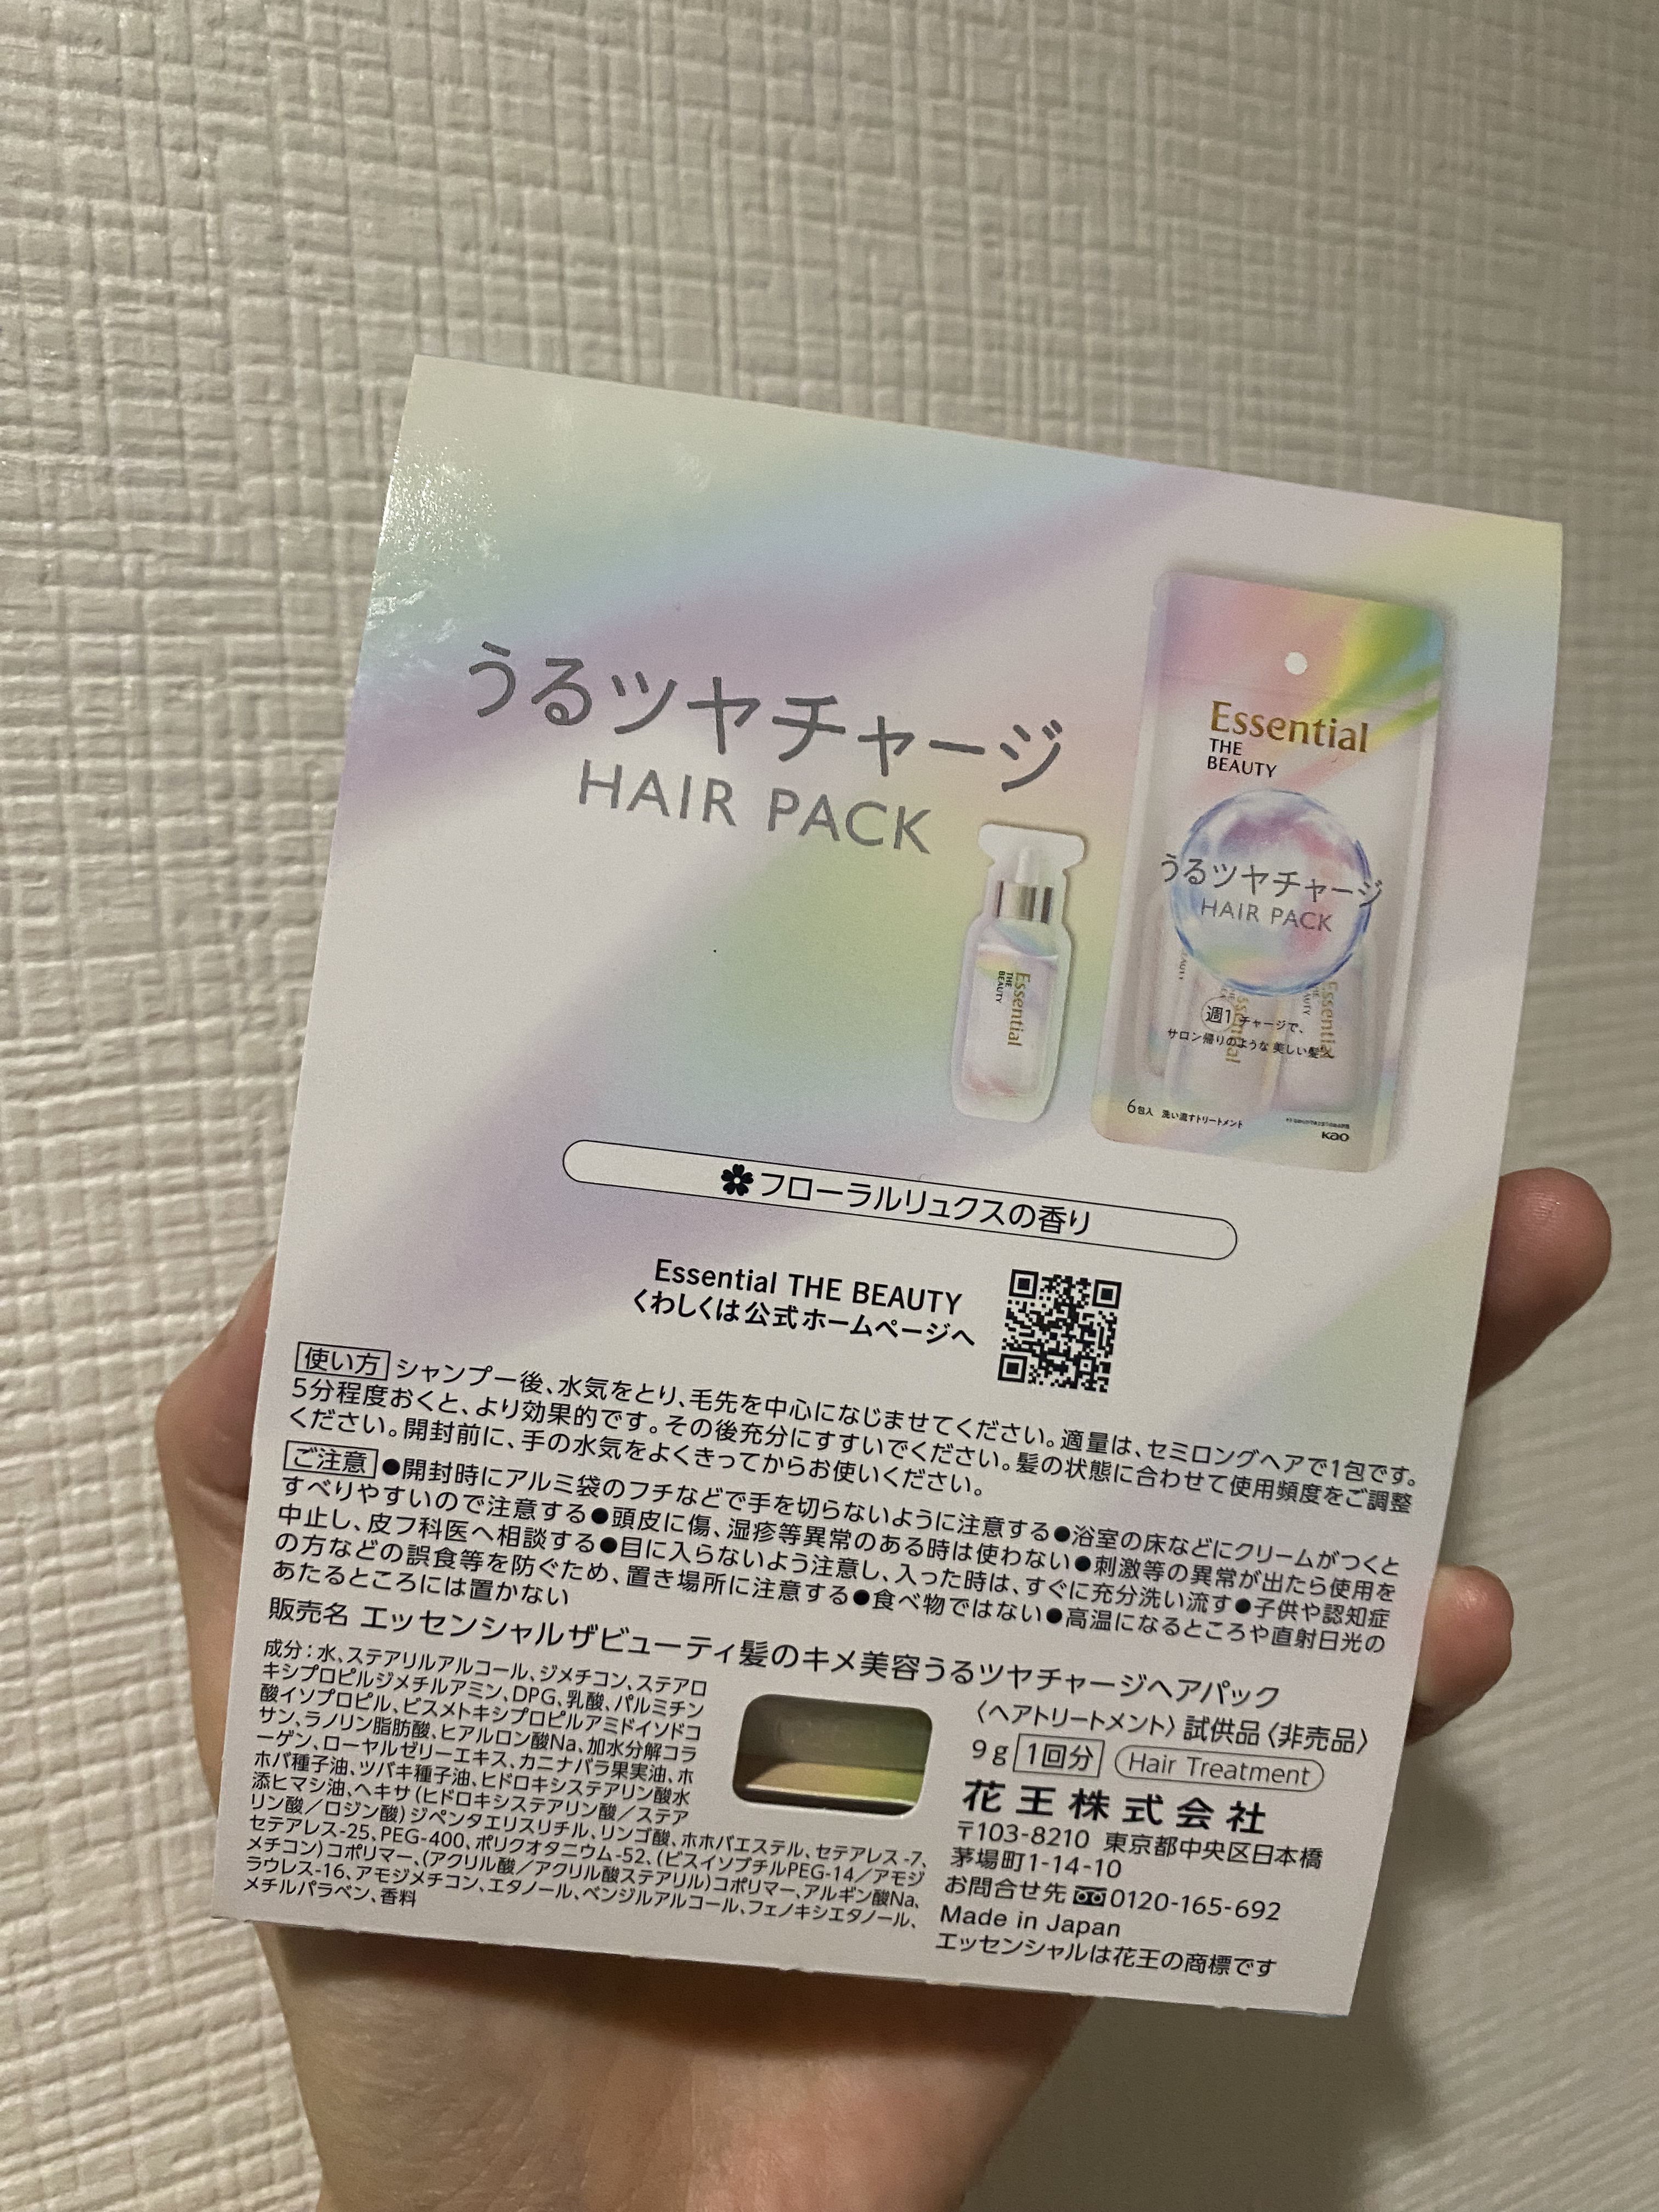 うるツヤチャージ
HAIR PACK
Essential
THE
BEAUTY
うるツヤチャージ
HAIR PACK
週1チャージで、
サロン帰りのような 美しい髪へ
6包入 洗い流すトリートメント
Kao
Essential
THE
BEAUTY
フローラルリュクスの香り
Essential THE BEAUTY
くわしくは公式ホームページへ
使い方 シャンプー後、水気をとり、毛先を中心になじませてください。適量は、セミロングヘアで1包です。
5分程度おくと、より効果的です。その後充分にすすいでください。髪の状態に合わせて使用頻度をご調整
ください。開封前に、手の水気をよくきってからお使いください。
ご注意 ●開封時にアルミ袋のフチなどで手を切らないように注意する●浴室の床などにクリームがつくと
すべりやすいので注意する●頭皮に傷、湿疹等異常のある時は使わない●刺激等の異常が出たら使用を
中止し、皮フ科医へ相談する●目に入らないよう注意し、入った時は、すぐに充分洗い流す●子供や認知症
の方などの誤食等を防ぐため、置き場所に注意する●食べ物ではない●高温になるところや直射日光の
あたるところには置かない
販売名 エッセンシャルザビューティ髪のキメ美容うるツヤチャージヘアパック
成分：水、ステアリルアルコール、ジメチコン、ステアロ
キシプロピルジメチルアミン、DPG、乳酸、パルミチン
酸イソプロピル、ビスメトキシプロピルアミドイソドコ
サン、ラノリン脂肪酸、ヒアルロン酸Na、加水分解コラ
ーゲン、ローヤルゼリーエキス、カニナバラ果実油、ホ
ホバ種子油、ツバキ種子油、ヒドロキシステアリン酸水
添ヒマシ油、ヘキサ（ヒドロキシステアリン酸／ステア
リン酸／ロジン酸）ジペンタエリスリチル、リンゴ酸、ホホバエステル、セテアレス-7、
セテアレス-25、PEG-400、ポリクオタニウム-52、（ビスイソブチルPEG-14／アモジ
メチコン）コポリマー、（アクリル酸／アクリル酸ステアリル）コポリマー、アルギン酸Na、
ラウレス-16、アモジメチコン、エタノール、ベンジルアルコール、フェノキシエタノール、
メチルパラベン、香料
〈ヘアトリートメント〉試供品〈非売品〉
9g 1回分 Hair Treatment
花王株式会社
〒103-8210 東京都中央区日本橋
茅場町1-14-10
お問合せ先 0120-165-692
Made in Japan
エッセンシャルは花王の商標です